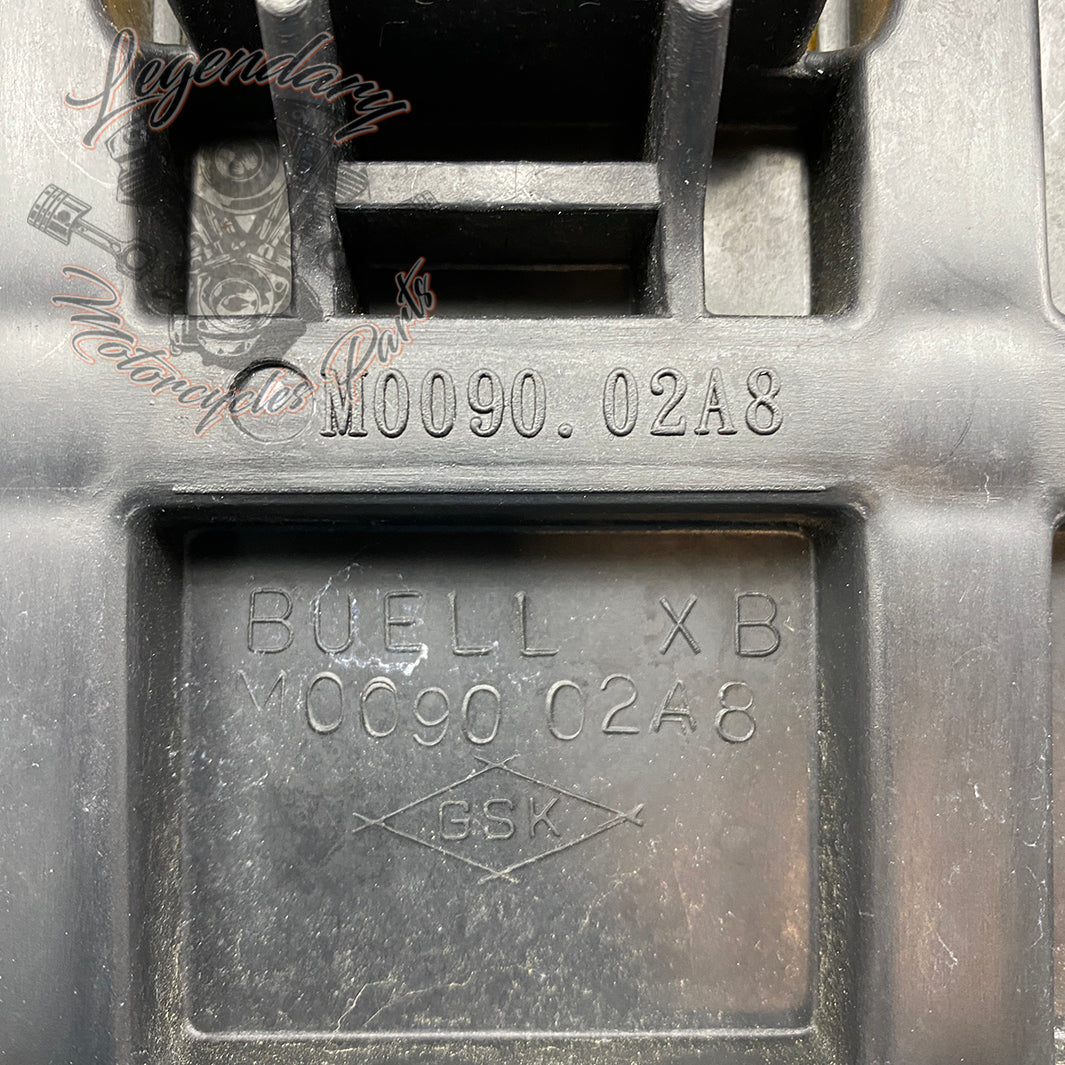 Legendary
Motorcycles Parts
M0090.02A8
BUELL XB
M0090 02A8
GSK